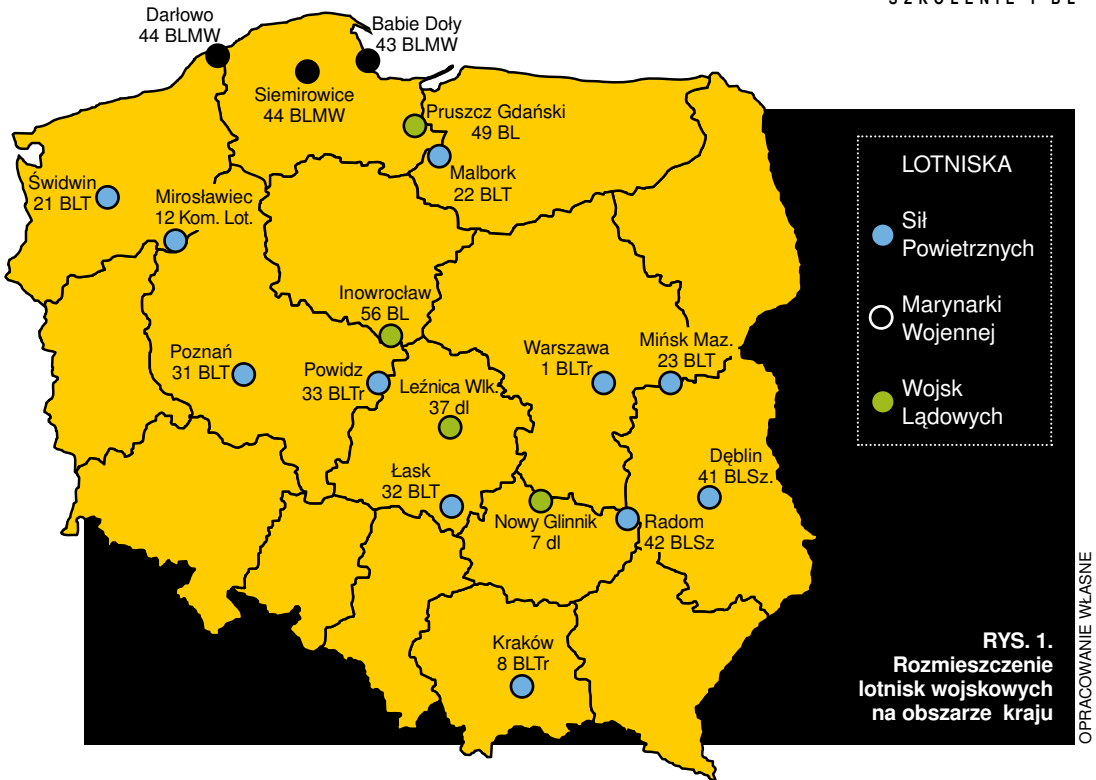 SZKOLENIE I BE
Darłowo
44 BLMW
Babie Doły
43 BLMW
Siemirowice
44 BLMW
Pruszcz Gdański
49 BL
Malbork
22 BLT
Świdwin
21 BLT
Mirosławiec
12 Kom. Lot.
Inowrocław
56 BL
Poznań
31 BLT
Powidz
33 BLTr
Leźnica Wlk.
37 dl
Warszawa
1 BLTr
Mińsk Maz.
23 BLT
Łask
32 BLT
Nowy Glinnik
7 dl
Dęblin
41 BLSz.
Radom
42 BLSz
Kraków
8 BLTr
LOTNISKA
Sił
Powietrznych
Marynarki
Wojennej
Wojsk
Lądowych
RYS. 1.
Rozmieszczenie
lotnisk wojskowych
na obszarze kraju
OPRACOWANIE WŁASNE